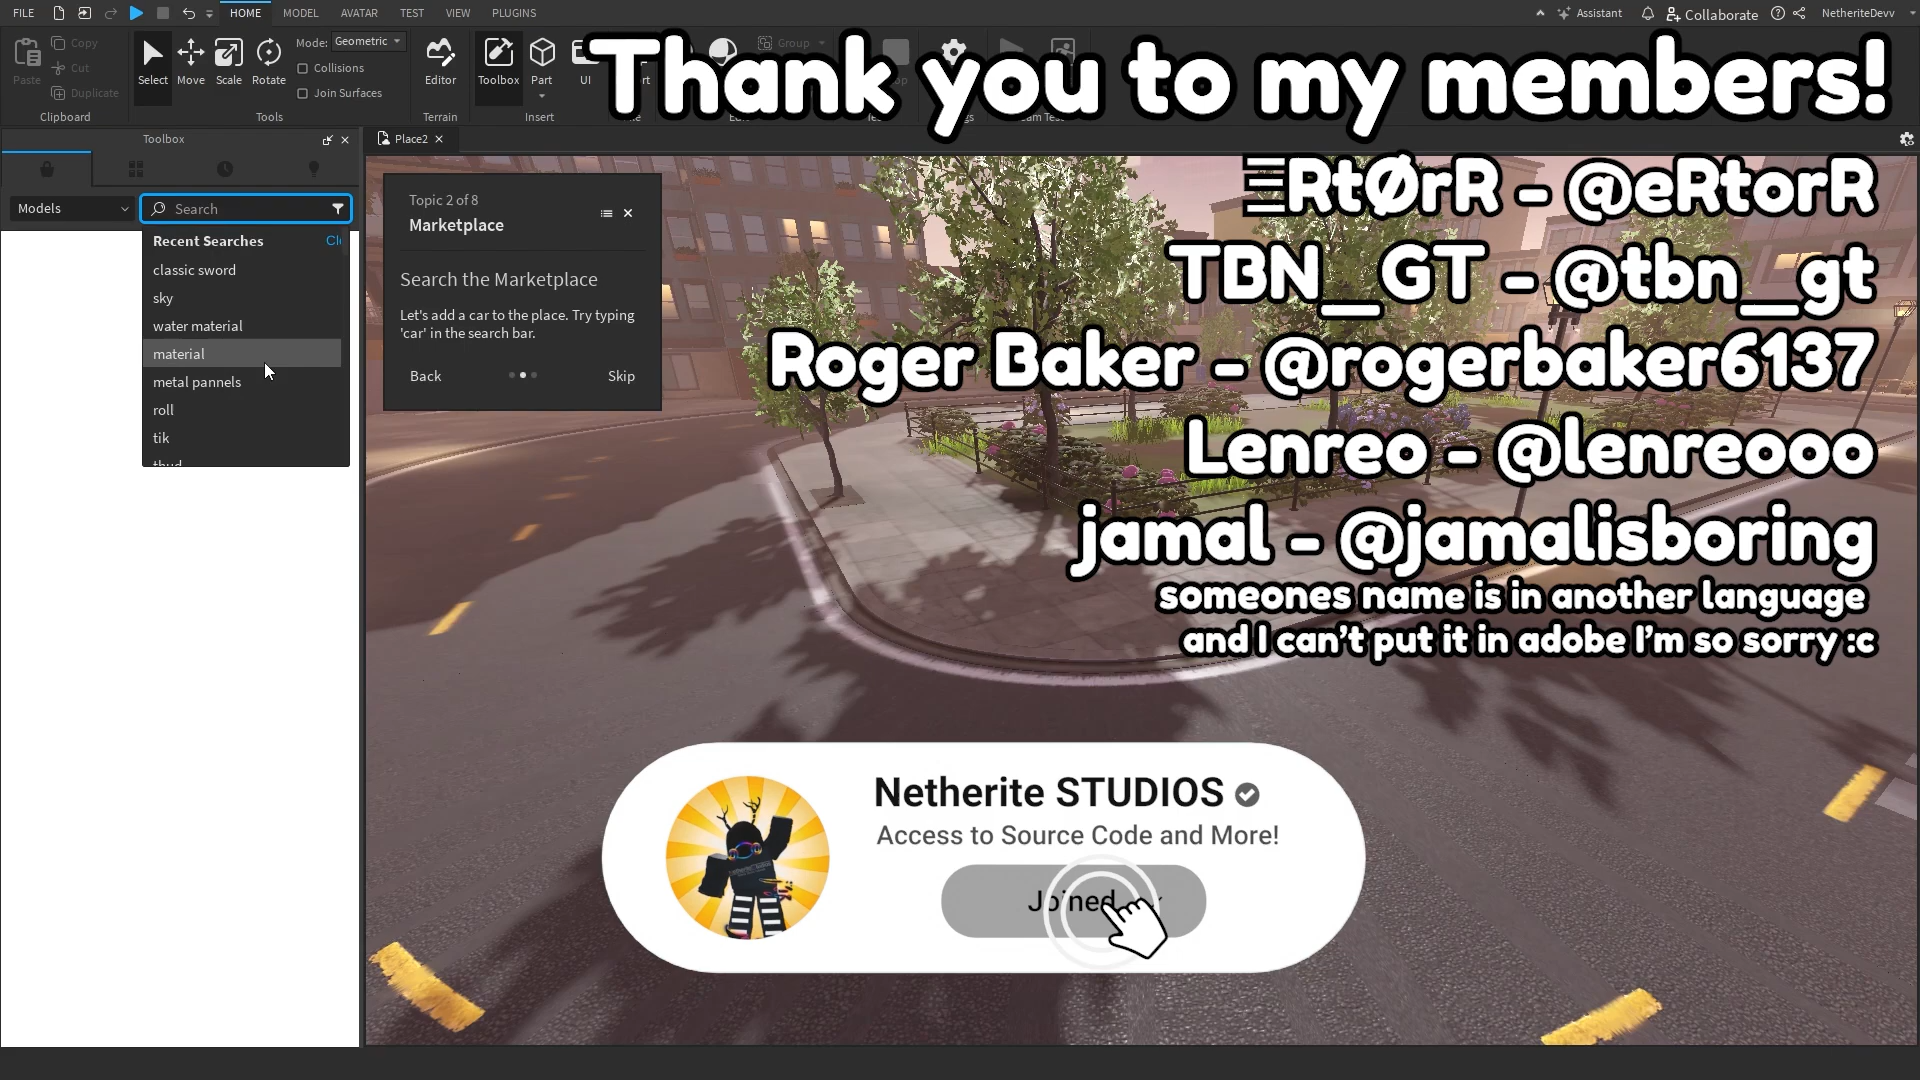 FILE
HOME
MODEL
AVATAR
TEST
VIEW
PLUGINS
Assistant
Collaborate
NetheriteDevv
Paste
Copy
Cut
Duplicate
Clipboard
Select
Move
Scale
Rotate
Mode: Geometric
Collisions
Join Surfaces
Tools
Editor
Terrain
Toolbox
Part
UI
Insert
Group
Thank you to my members!
Toolbox
Place2
Models
Search
Recent Searches
classic sword
sky
water material
material
metal pannels
roll
tik
thud
Topic 2 of 8
Marketplace
Search the Marketplace
Let's add a car to the place. Try typing
'car' in the search bar.
Back
Skip
ΞRtØrR - @eRtorR
TBN_GT - @tbn_gt
Roger Baker - @rogerbaker6137
Lenreo - @lenreooo
jamal - @jamalisboring
someones name is in another language
and I can't put it in adobe I'm so sorry :c
Netherite STUDIOS
Access to Source Code and More!
Joined